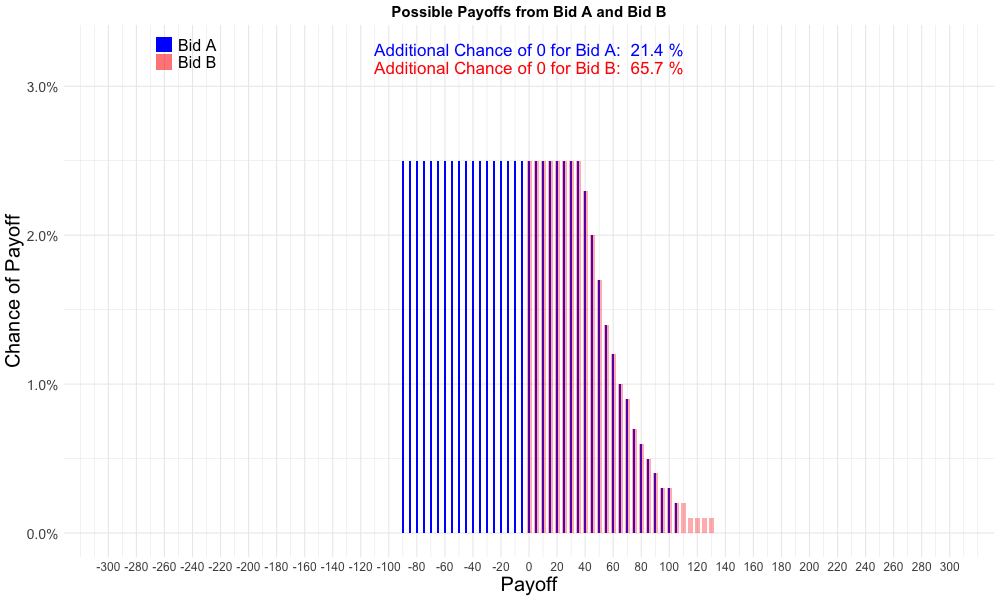 Possible Payoffs from Bid A and Bid B
Bid A
Bid B
Additional Chance of 0 for Bid A: 21.4 %
Additional Chance of 0 for Bid B: 65.7 %
Chance of Payoff
3.0%
2.0%
1.0%
0.0%
-300 -280 -260 -240 -220 -200 -180 -160 -140 -120 -100 -80 -60 -40 -20 0 20 40 60 80 100 120 140 160 180 200 220 240 260 280 300
Payoff